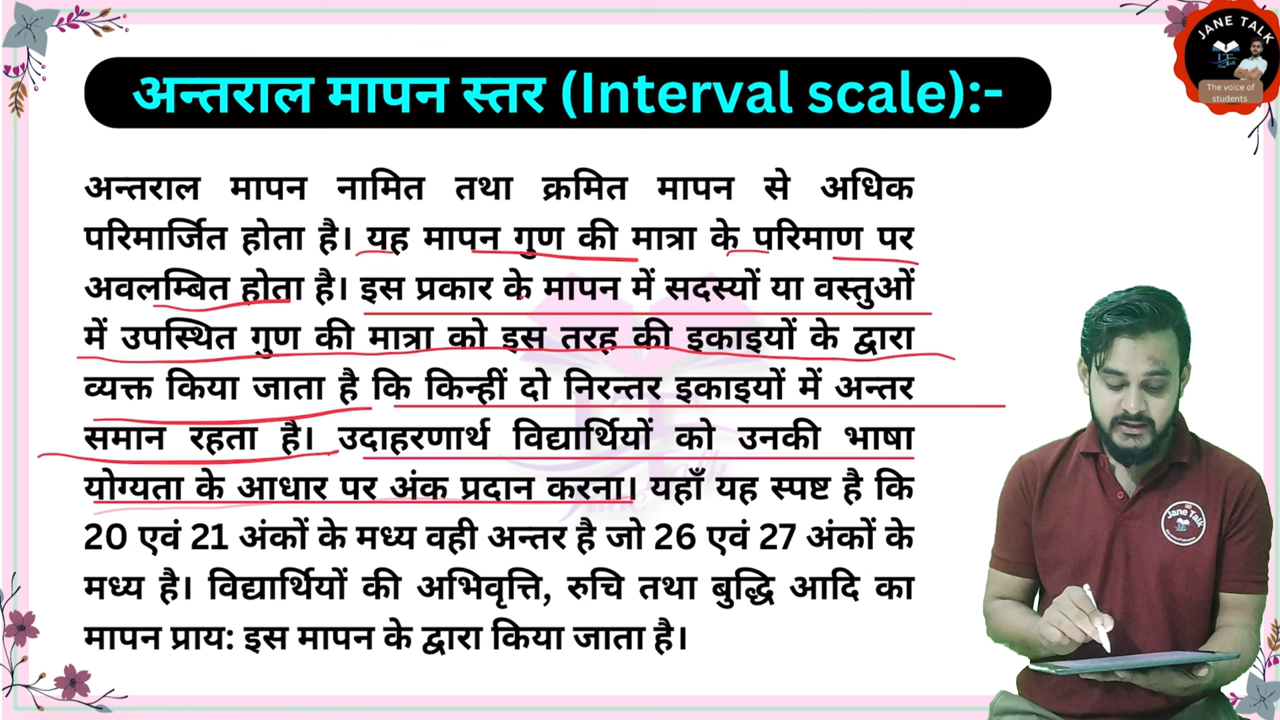 अन्तराल मापन स्तर (Interval scale):-
JANE TALK
The voice of
students
अन्तराल मापन नामित तथा क्रमित मापन से अधिक
परिमार्जित होता है। यह मापन गुण की मात्रा के परिमाण पर
अवलम्बित होता है। इस प्रकार के मापन में सदस्यों या वस्तुओं
में उपस्थित गुण की मात्रा को इस तरह की इकाइयों के द्वारा
व्यक्त किया जाता है कि किन्हीं दो निरन्तर इकाइयों में अन्तर
समान रहता है। उदाहरणार्थ विद्यार्थियों को उनकी भाषा
योग्यता के आधार पर अंक प्रदान करना। यहाँ यह स्पष्ट है कि
20 एवं 21 अंकों के मध्य वही अन्तर है जो 26 एवं 27 अंकों के
मध्य है। विद्यार्थियों की अभिवृत्ति, रुचि तथा बुद्धि आदि का
मापन प्राय: इस मापन के द्वारा किया जाता है।
Jane Talk